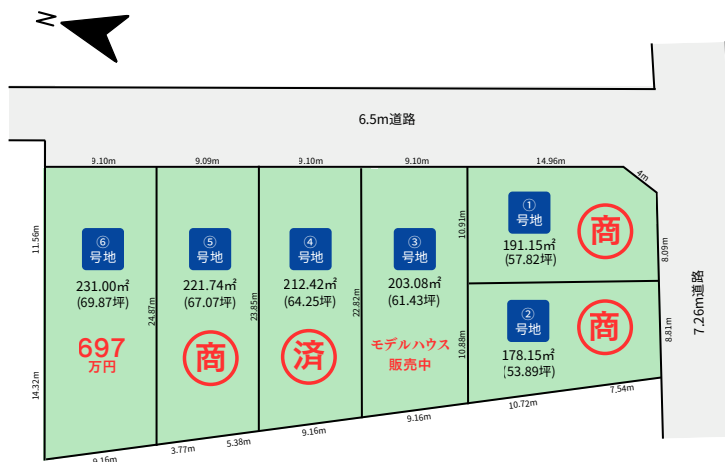 N
6.5m道路
7.26m道路
9.10m
9.09m
9.10m
9.10m
14.96m
4m
11.56m
14.32m
24.87m
23.85m
22.82m
10.91m
10.88m
8.09m
8.81m
⑥
号地
231.00㎡
(69.87坪)
697
万円
⑤
号地
221.74㎡
(67.07坪)
商
④
号地
212.42㎡
(64.25坪)
済
③
号地
203.08㎡
(61.43坪)
モデルハウス
販売中
①
号地
191.15㎡
(57.82坪)
商
②
号地
178.15㎡
(53.89坪)
商
9.16m
3.77m
5.38m
9.16m
9.16m
10.72m
7.54m